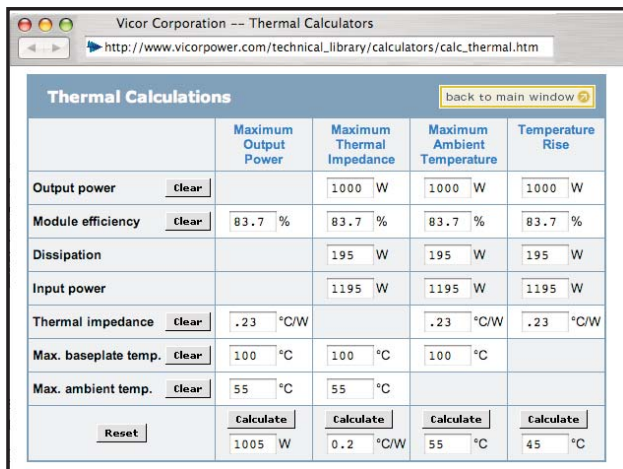 Vicor Corporation -- Thermal Calculators
http://www.vicorpower.com/technical_library/calculators/calc_thermal.htm
Thermal Calculations back to main window
Maximum Output Power Maximum Thermal Impedance Maximum Ambient Temperature Temperature Rise
Output power Clear 1000 W 1000 W 1000 W
Module efficiency Clear 83.7 % 83.7 % 83.7 % 83.7 %
Dissipation 195 W 195 W 195 W
Input power 1195 W 1195 W 1195 W
Thermal impedance Clear .23 °C/W .23 °C/W .23 °C/W
Max. baseplate temp. Clear 100 °C 100 °C 100 °C
Max. ambient temp. Clear 55 °C 55 °C
Reset Calculate Calculate Calculate Calculate
1005 W 0.2 °C/W 55 °C 45 °C